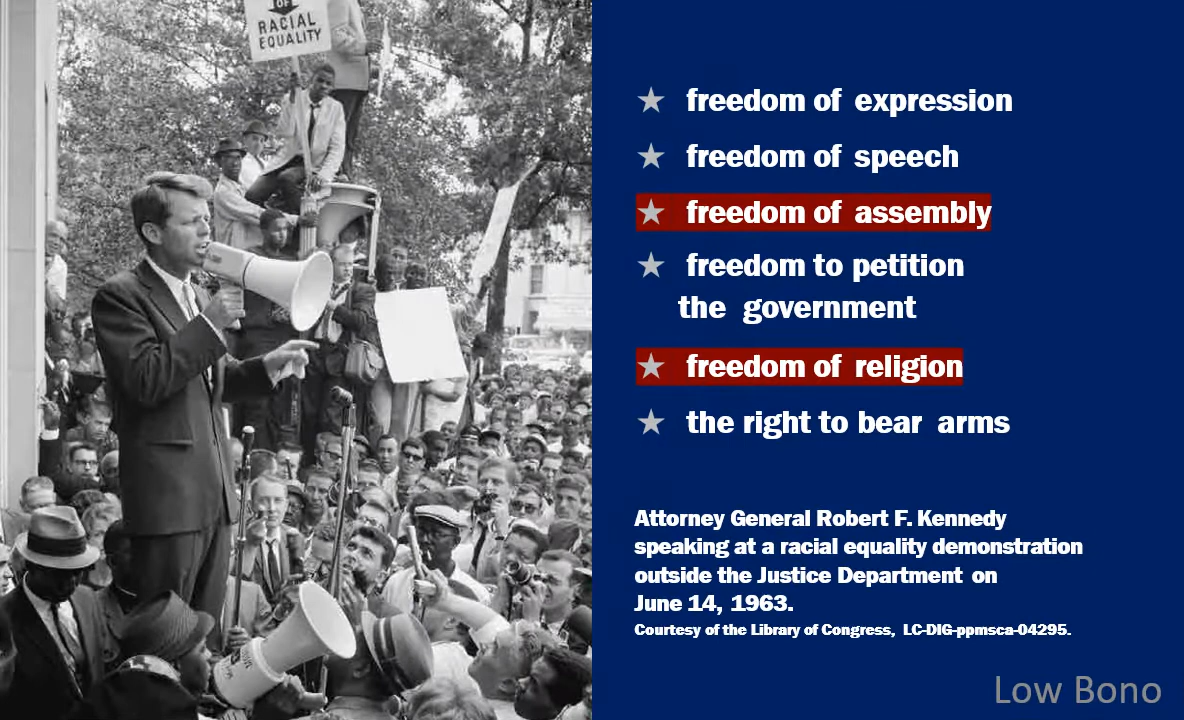 OF
RACIAL
EQUALITY
★ freedom of expression
★ freedom of speech
★ freedom of assembly
★ freedom to petition
the government
★ freedom of religion
★ the right to bear arms
Attorney General Robert F. Kennedy
speaking at a racial equality demonstration
outside the Justice Department on
June 14, 1963.
Courtesy of the Library of Congress, LC-DIG-ppmsca-04295.
Low Bono